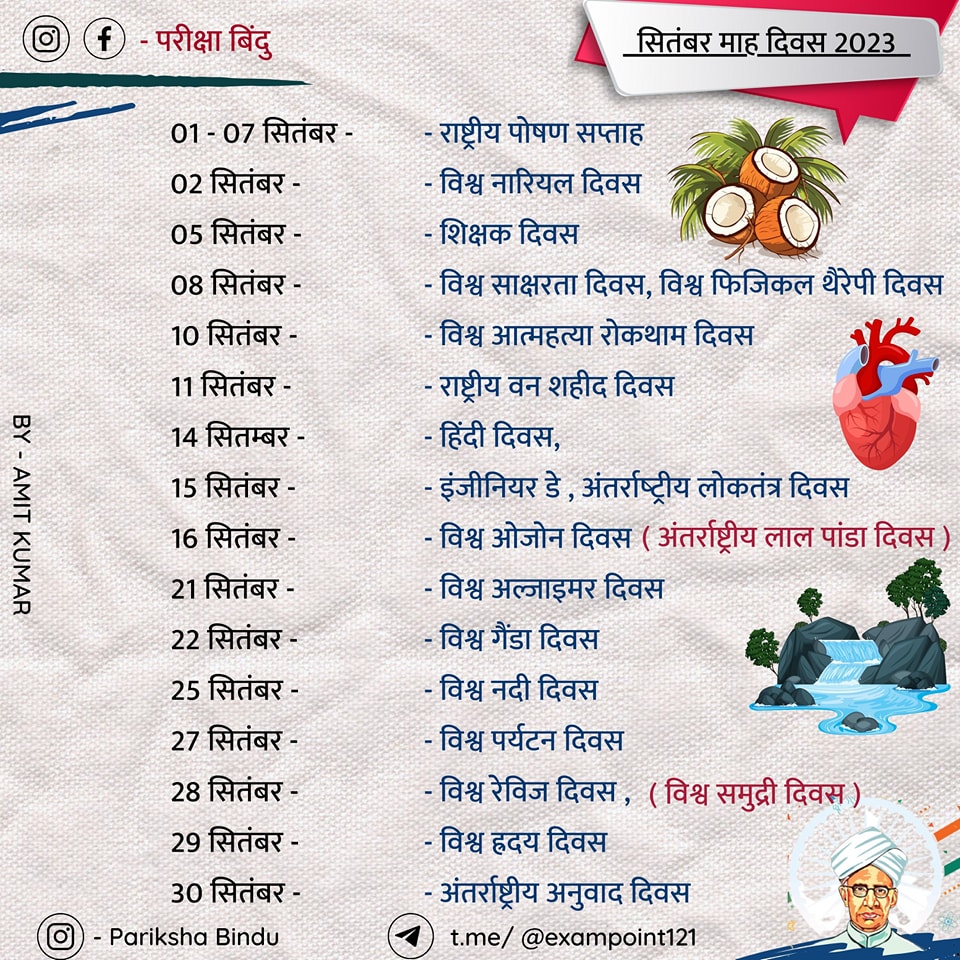 - परीक्षा बिंदु
सितंबर माह दिवस 2023
01 - 07 सितंबर - - राष्ट्रीय पोषण सप्ताह
02 सितंबर - - विश्व नारियल दिवस
05 सितंबर - - शिक्षक दिवस
08 सितंबर - - विश्व साक्षरता दिवस, विश्व फिजिकल थैरेपी दिवस
10 सितंबर - - विश्व आत्महत्या रोकथाम दिवस
11 सितंबर - - राष्ट्रीय वन शहीद दिवस
14 सितम्बर - - हिंदी दिवस,
15 सितंबर - - इंजीनियर डे , अंतर्राष्ट्रीय लोकतंत्र दिवस
16 सितंबर - - विश्व ओजोन दिवस ( अंतर्राष्ट्रीय लाल पांडा दिवस )
21 सितंबर - - विश्व अल्जाइमर दिवस
22 सितंबर - - विश्व गैंडा दिवस
25 सितंबर - - विश्व नदी दिवस
27 सितंबर - - विश्व पर्यटन दिवस
28 सितंबर - - विश्व रेविज दिवस , ( विश्व समुद्री दिवस )
29 सितंबर - - विश्व ह्रदय दिवस
30 सितंबर - - अंतर्राष्ट्रीय अनुवाद दिवस
BY - AMIT KUMAR
- Pariksha Bindu
t.me/ @exampoint121